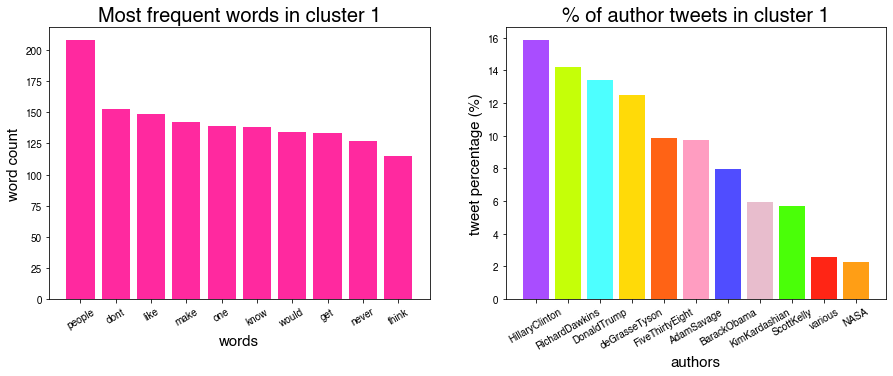 Most frequent words in cluster 1
word count
200
175
150
125
100
75
50
25
0
people dont like make one know would get never think
words
% of author tweets in cluster 1
tweet percentage (%)
16
14
12
10
8
6
4
2
0
HillaryClinton RichardDawkins DonaldTrump deGrasseTyson FiveThirtyEight AdamSavage BarackObama KimKardashian ScottKelly various NASA
authors